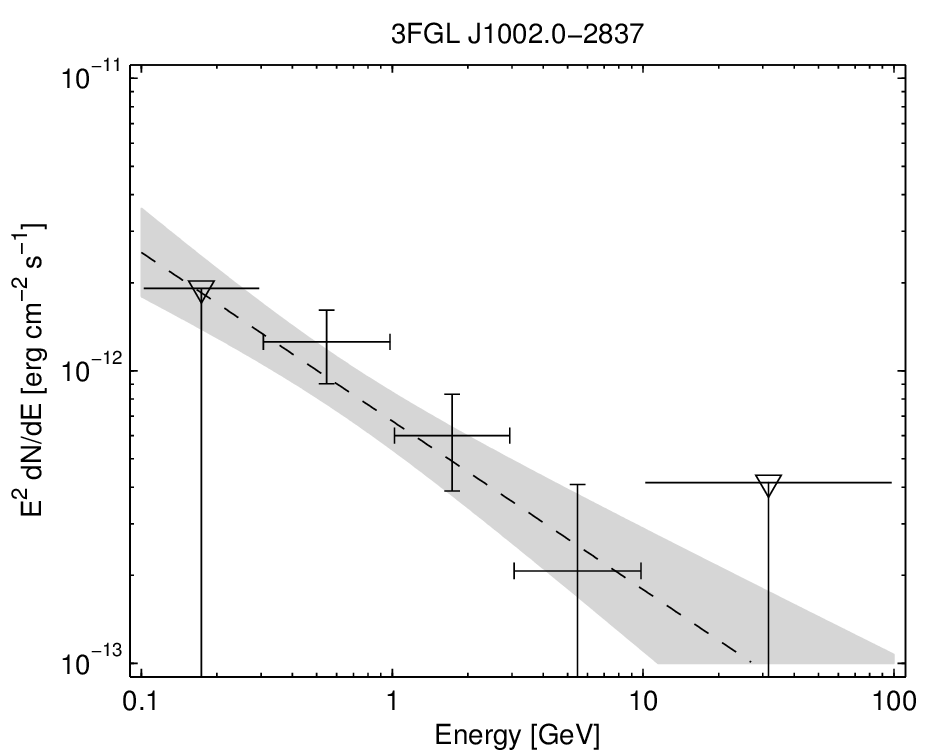 3FGL J1002.0−2837
10⁻¹¹
10⁻¹²
10⁻¹³
E² dN/dE [erg cm⁻² s⁻¹]
0.1 1 10 100
Energy [GeV]